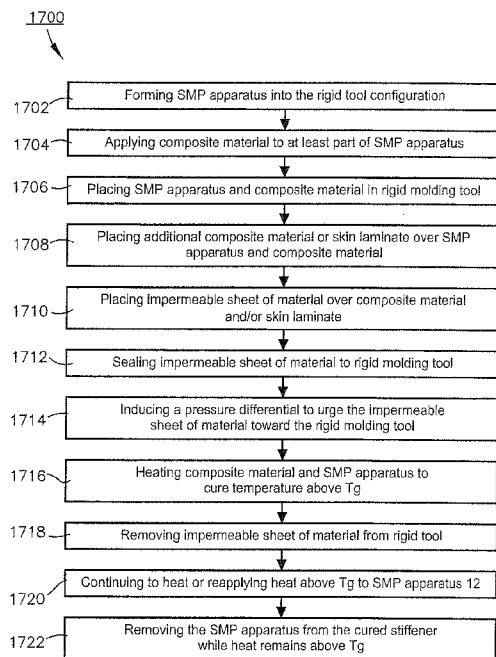 1700
1702
Forming SMP apparatus into the rigid tool configuration
1704
Applying composite material to at least part of SMP apparatus
1706
Placing SMP apparatus and composite material in rigid molding tool
1708
Placing additional composite material or skin laminate over SMP
apparatus and composite material
1710
Placing impermeable sheet of material over composite material
and/or skin laminate
1712
Sealing impermeable sheet of material to rigid molding tool
1714
Inducing a pressure differential to urge the impermeable
sheet of material toward the rigid molding tool
1716
Heating composite material and SMP apparatus to
cure temperature above Tg
1718
Removing impermeable sheet of material from rigid tool
1720
Continuing to heat or reapplying heat above Tg to SMP apparatus 12
1722
Removing the SMP apparatus from the cured stiffener
while heat remains above Tg